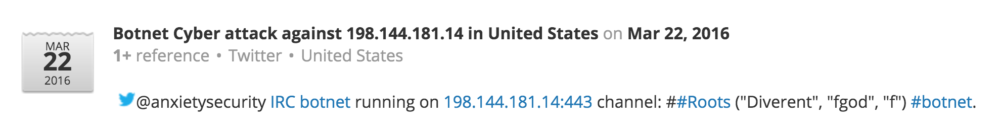 MAR
22
2016
Botnet Cyber attack against 198.144.181.14 in United States on Mar 22, 2016
1+ reference • Twitter • United States
@anxietysecurity IRC botnet running on 198.144.181.14:443 channel: ##Roots ("Diverent", "fgod", "f") #botnet.